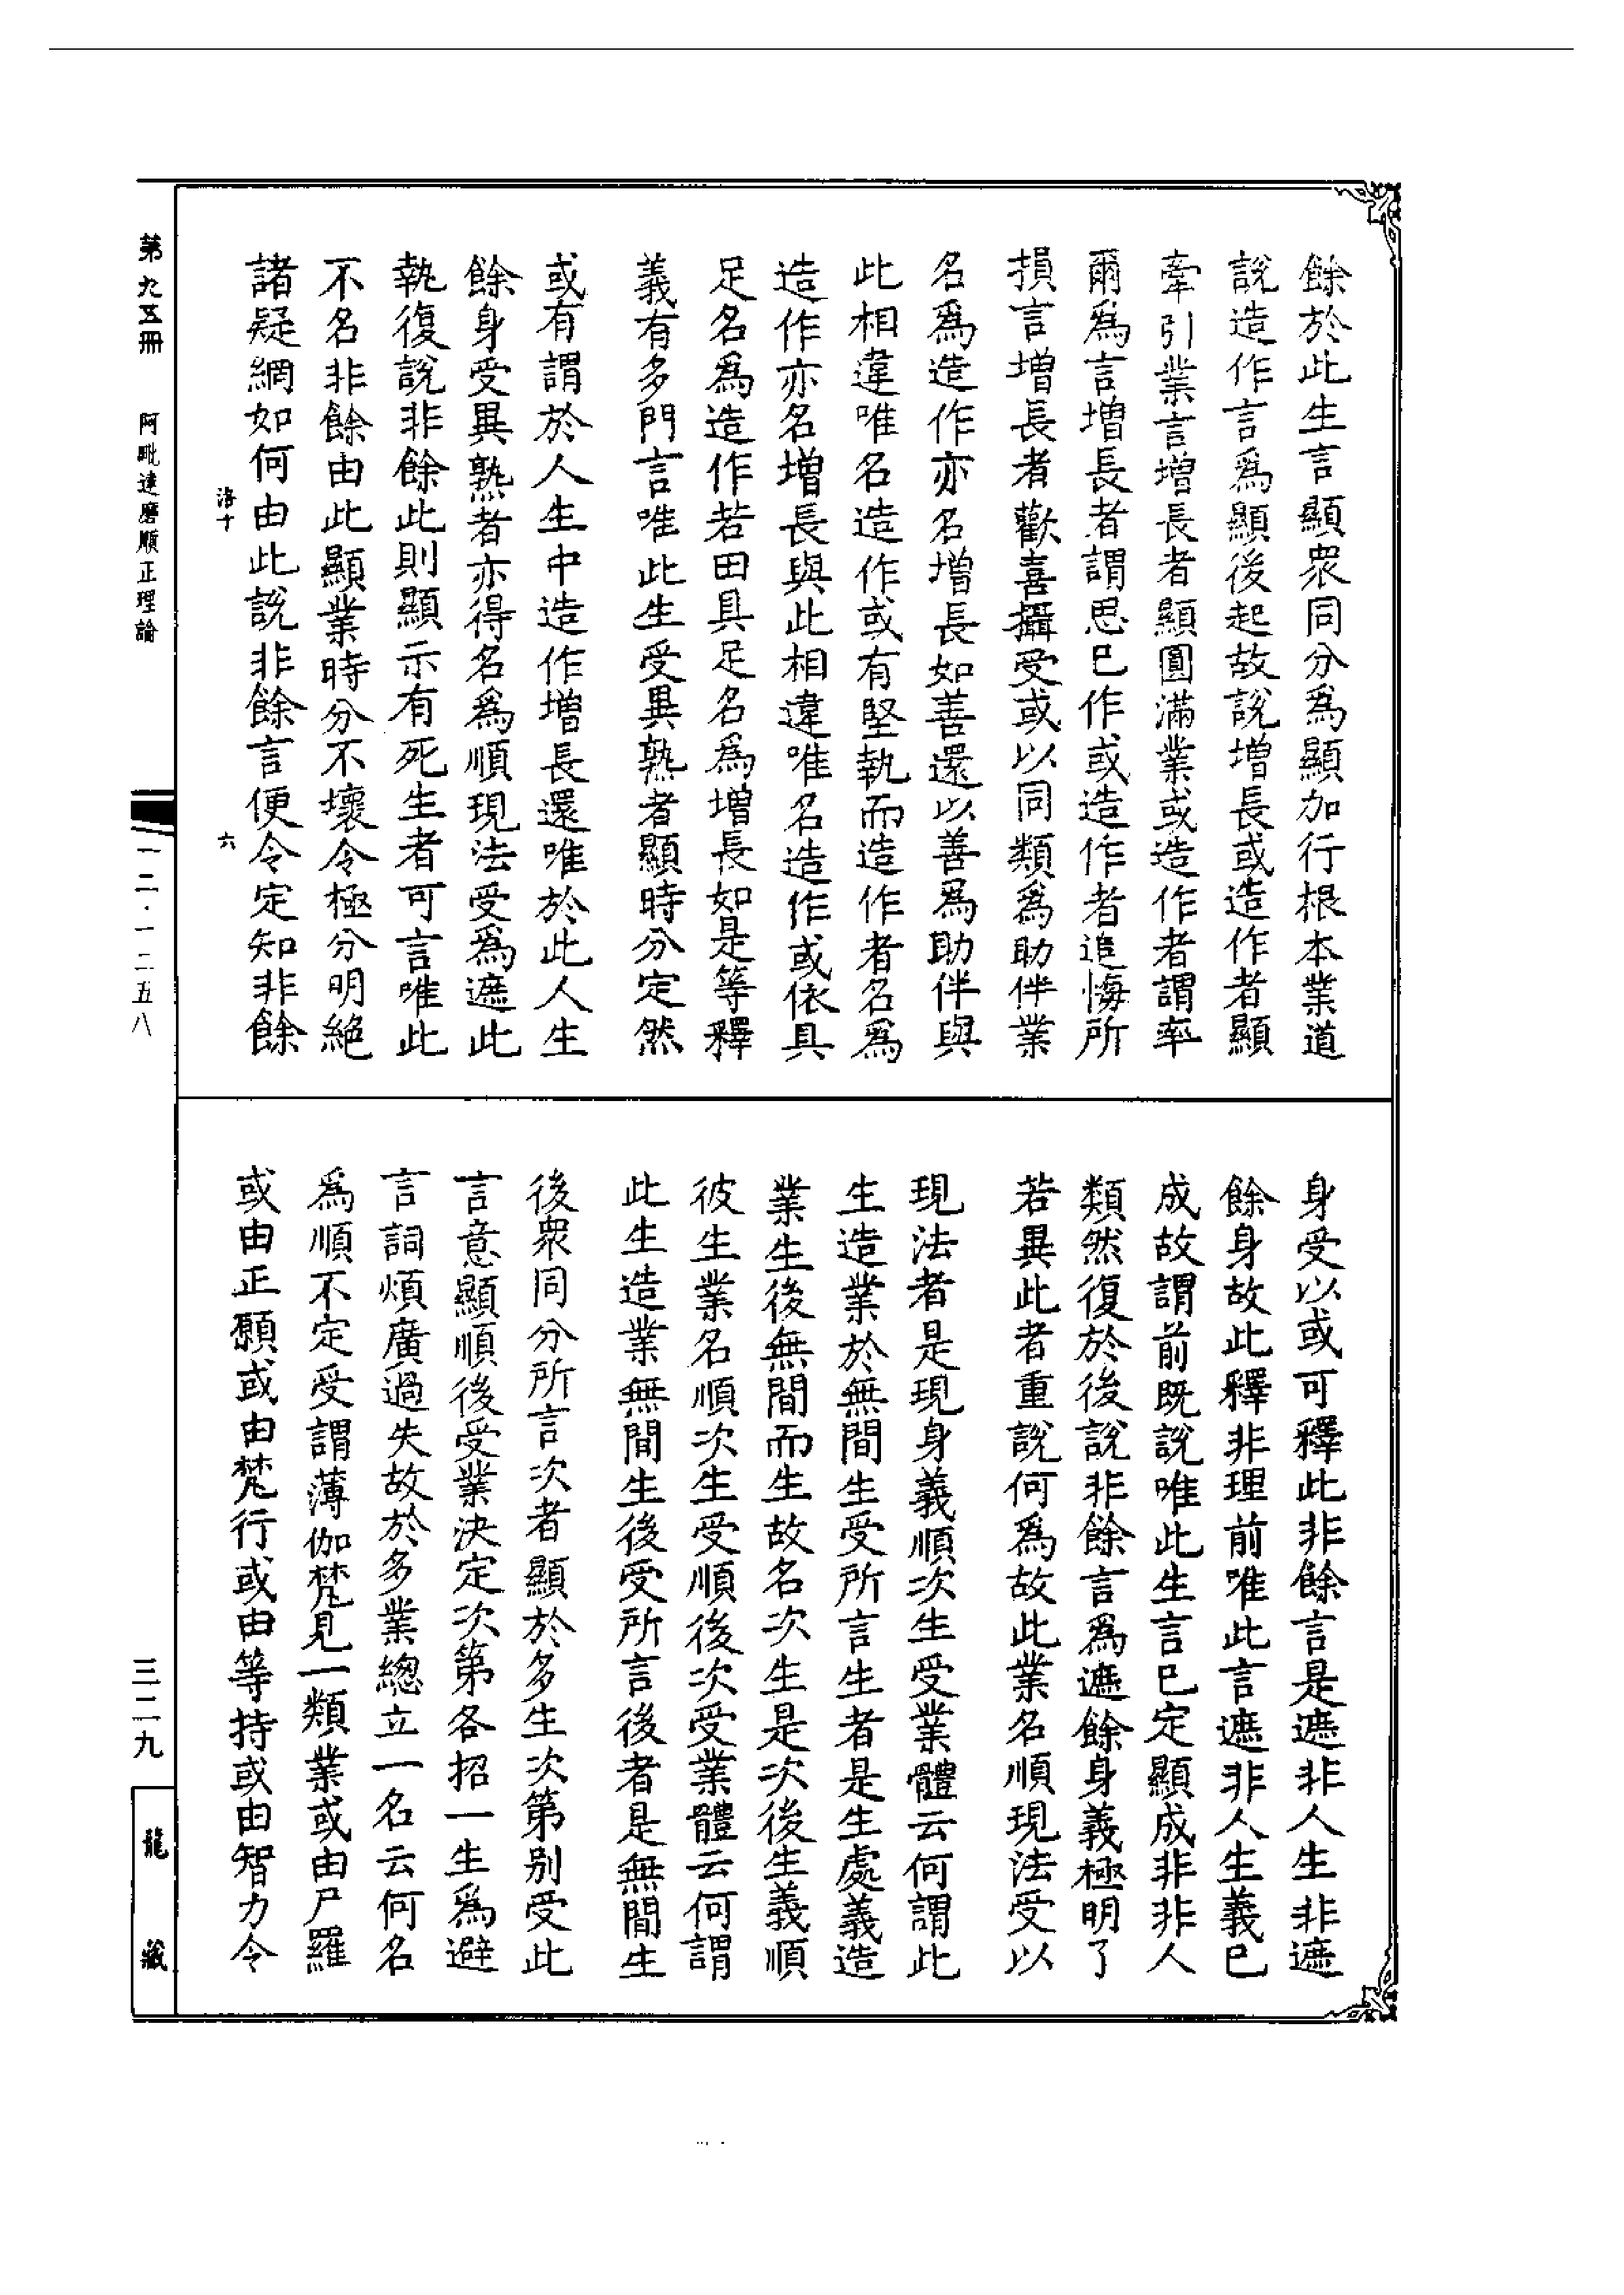 餘於此生言顯衆同分爲顯加行根本業道
說造作言爲顯後起故說增長或造作者顯
牽引業言增長者顯圓滿業或造作者謂率
爾爲言增長者謂思巳作或造作者追悔所
損言增長者歡喜攝受或以同類爲助伴業
名爲造作亦名增長如善還以善爲助伴與
此相違唯名造作或有堅執而造作者名爲
造作亦名增長與此相違唯名造作或依具
足名爲造作若田具足名爲增長如是等釋
義有多門言唯此生受異熟者顯時分定然
或有謂於人生中造作增長還唯於此人生
餘身受異熟者亦得名爲順現法受爲遮此
執復說非餘此則顯示有死生者可言唯此
不名非餘由此顯業時分不壞令極分明絕
諸疑網如何由此說非餘言便令定知非餘
身受以或可釋此非餘言是遮非人生非遮
餘身故此釋非理前唯此言遮非人生義巳
成故謂前既說唯此生言巳定顯成非非人
類然復於後說非餘言爲遮餘身義極明了
若異此者重說何爲故此業名順現法受以
現法者是現身義順次生受業體云何謂此
生造業於無間生受所言生者是生處義造
業生後無間而生故名次生是次後生義順
彼生業名順次生受順後次受業體云何謂
此生造業無間生後受所言後者是無間生
後衆同分所言次者顯於多生次第別受此
言意顯順後受業決定次第各招一生爲避
言詞煩廣過失故於多業總立一名云何名
爲順不定受謂薄伽梵見一類業或由尸羅
或由正願或由梵行或由等持或由智力令
洛十
六
第九五冊
阿毗達磨順正理論
一二·一二五八
三二九
龍藏